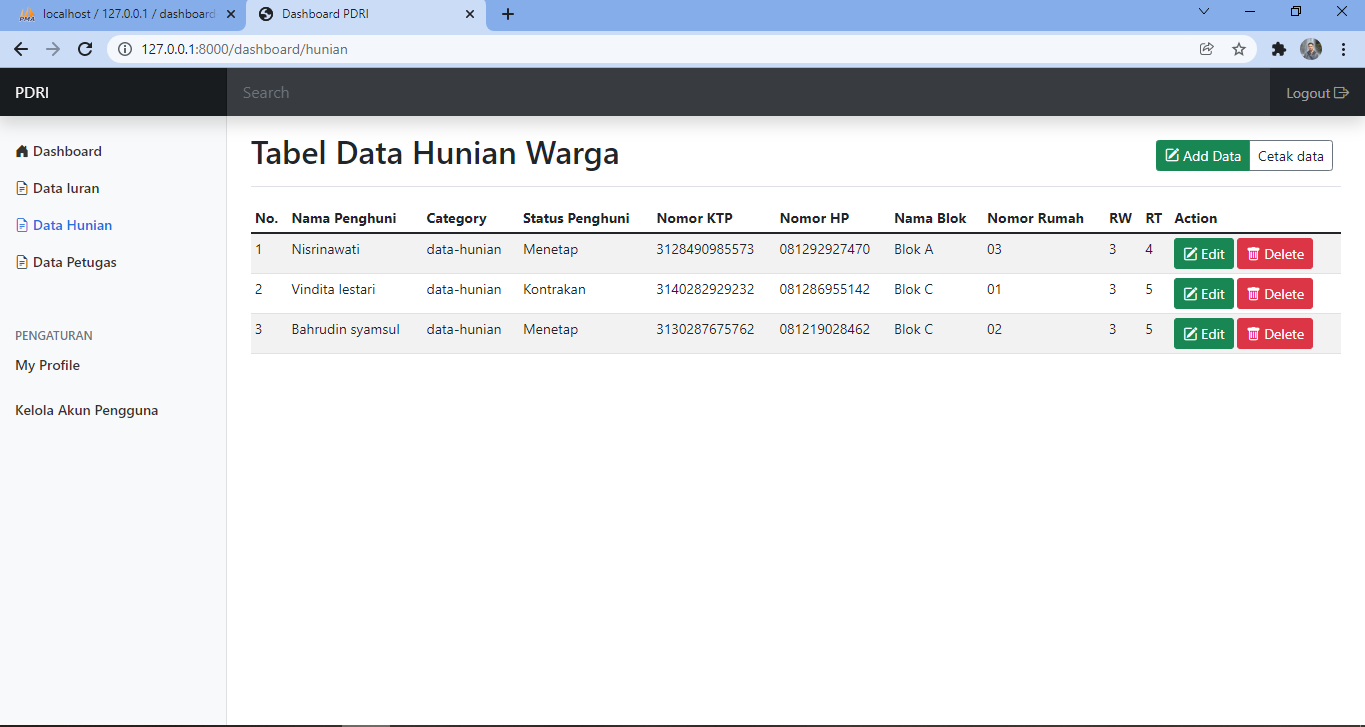 localhost / 127.0.0.1 / dashboard
Dashboard PDRI
127.0.0.1:8000/dashboard/hunian
PDRI
Search
Logout
Dashboard
Data Iuran
Data Hunian
Data Petugas
PENGATURAN
My Profile
Kelola Akun Pengguna
Tabel Data Hunian Warga
Add Data
Cetak data
No. Nama Penghuni Category Status Penghuni Nomor KTP Nomor HP Nama Blok Nomor Rumah RW RT Action
1 Nisrinawati data-hunian Menetap 3128490985573 081292927470 Blok A 03 3 4 Edit Delete
2 Vindita lestari data-hunian Kontrakan 3140282929232 081286955142 Blok C 01 3 5 Edit Delete
3 Bahrudin syamsul data-hunian Menetap 3130287675762 081219028462 Blok C 02 3 5 Edit Delete